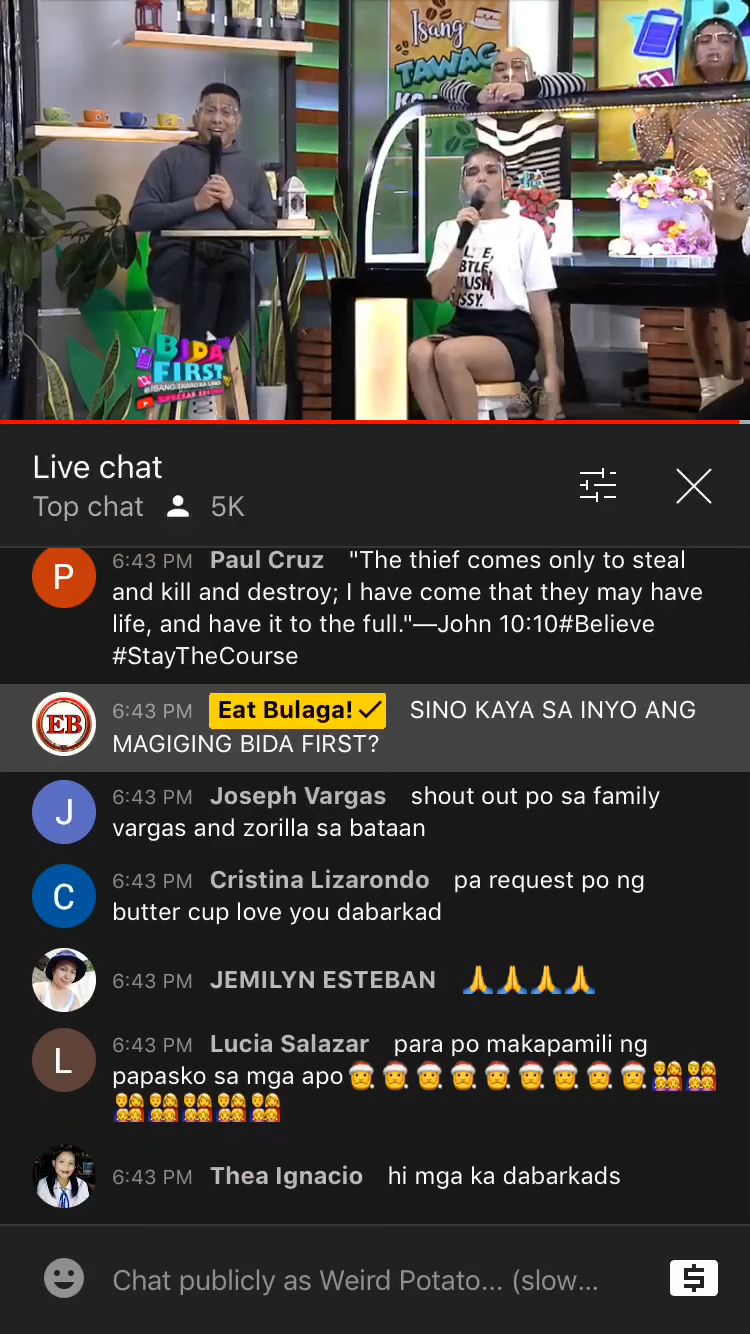 Isang
TAWAG
BIDA
FIRST
SPECIAL EDITION
Live chat
Top chat 5K
P 6:43 PM Paul Cruz "The thief comes only to steal
and kill and destroy; I have come that they may have
life, and have it to the full."—John 10:10#Believe
#StayTheCourse
EB 6:43 PM Eat Bulaga! SINO KAYA SA INYO ANG
MAGIGING BIDA FIRST?
J 6:43 PM Joseph Vargas shout out po sa family
vargas and zorilla sa bataan
C 6:43 PM Cristina Lizarondo pa request po ng
butter cup love you dabarkad
6:43 PM JEMILYN ESTEBAN 🙏🙏🙏🙏
L 6:43 PM Lucia Salazar para po makapamili ng
papasko sa mga apo🎅🎅🎅🎅🎅🎅🎅🎅🎅👨‍👩‍👧‍👦👨‍👩‍👧‍👦
👨‍👩‍👧‍👦👨‍👩‍👧‍👦👨‍👩‍👧‍👦👨‍👩‍👧‍👦👨‍👩‍👧‍👦
6:43 PM Thea Ignacio hi mga ka dabarkads
Chat publicly as Weird Potato... (slow...